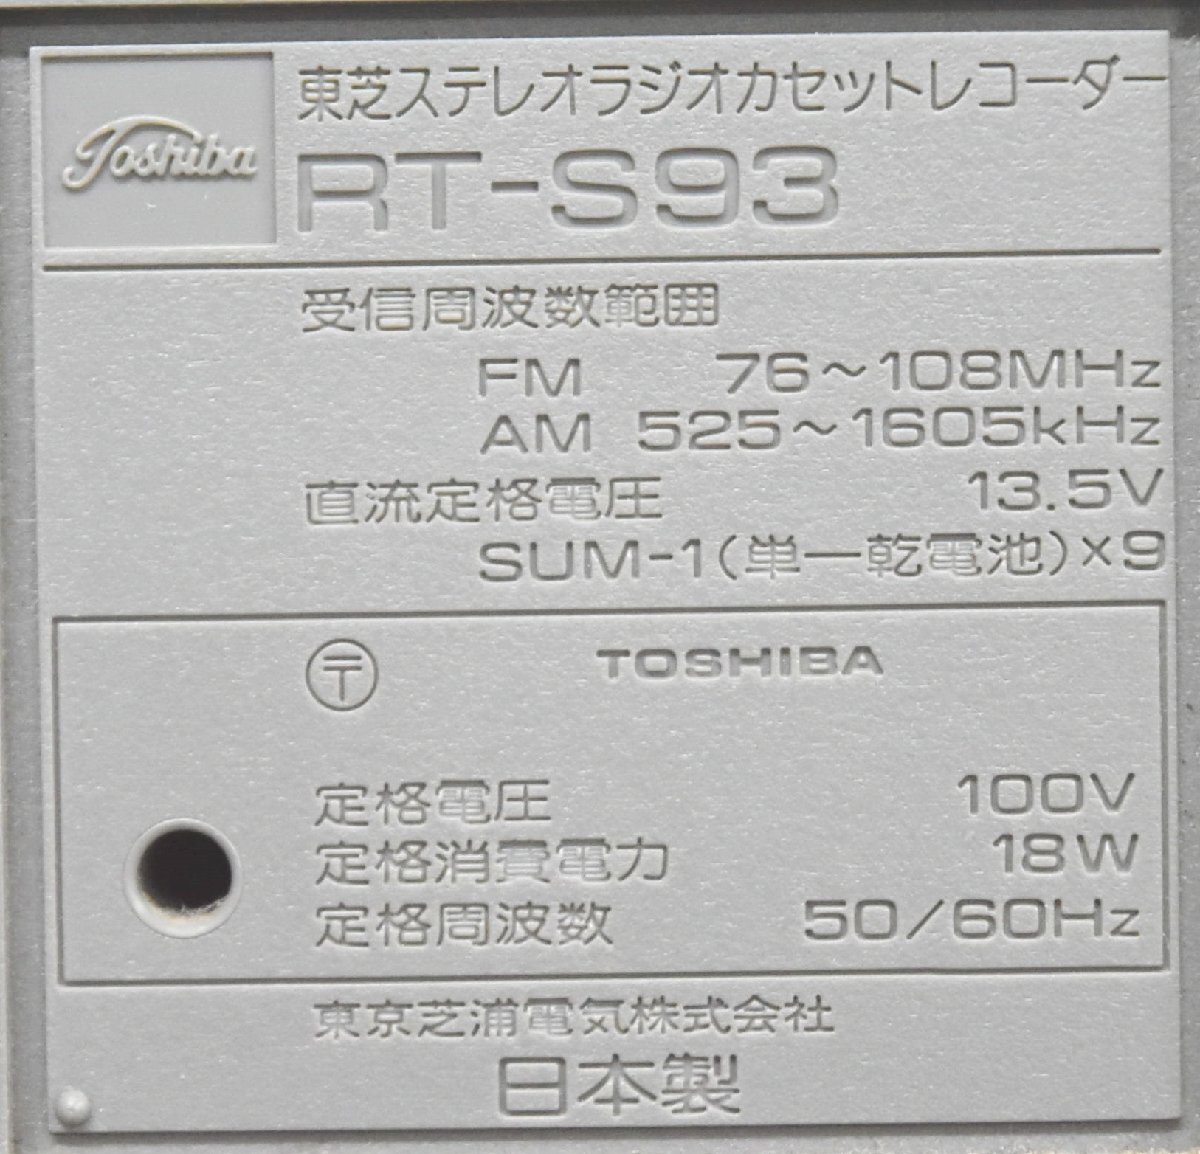 Toshiba
東芝ステレオラジオカセットレコーダー
RT-S93
受信周波数範囲
FM 76～108MHz
AM 525～1605kHz
直流定格電圧 13.5V
SUM-1(単一乾電池)×9
〒 TOSHIBA
定格電圧 100V
定格消費電力 18W
定格周波数 50/60Hz
東京芝浦電気株式会社
日本製